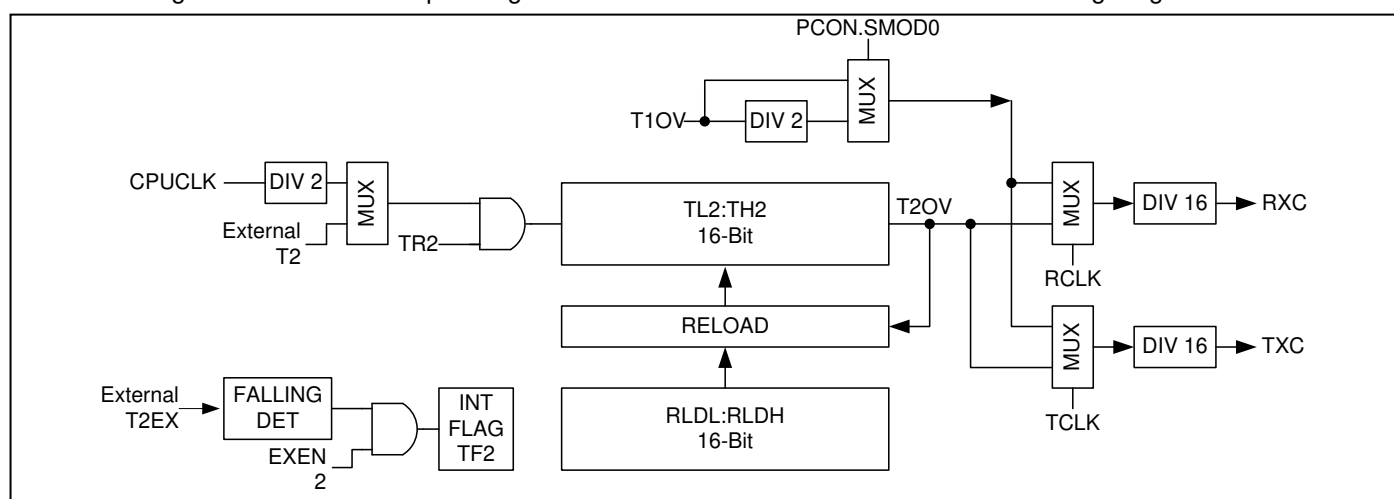 PCON.SMOD0
MUX
T1OV
DIV 2
CPUCLK
DIV 2
MUX
External
T2
TR2
TL2:TH2
16-Bit
T2OV
MUX
DIV 16
RXC
RCLK
RELOAD
MUX
DIV 16
TXC
TCLK
External
T2EX
FALLING
DET
EXEN
2
INT
FLAG
TF2
RLDL:RLDH
16-Bit